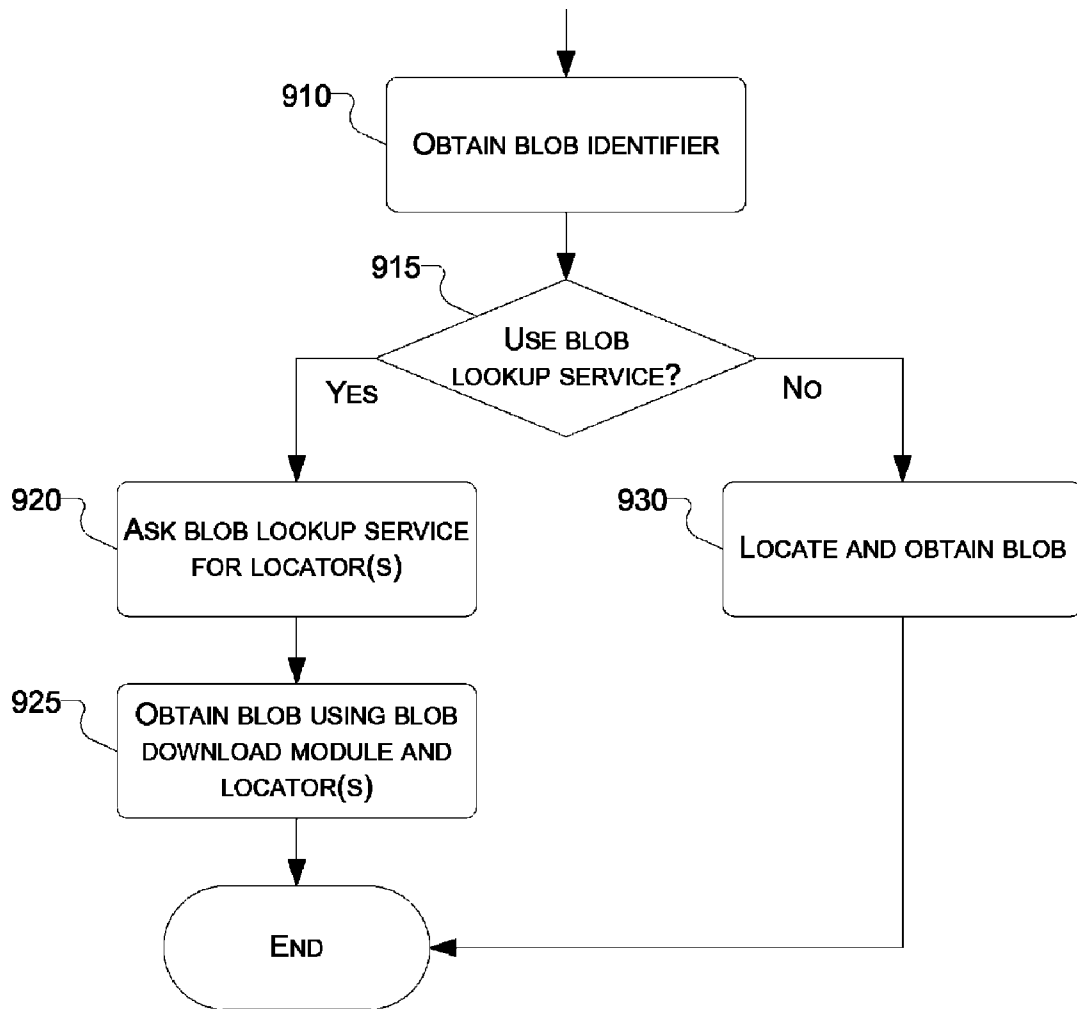 910
OBTAIN BLOB IDENTIFIER
915
USE BLOB
LOOKUP SERVICE?
YES
NO
920
ASK BLOB LOOKUP SERVICE
FOR LOCATOR(S)
930
LOCATE AND OBTAIN BLOB
925
OBTAIN BLOB USING BLOB
DOWNLOAD MODULE AND
LOCATOR(S)
END